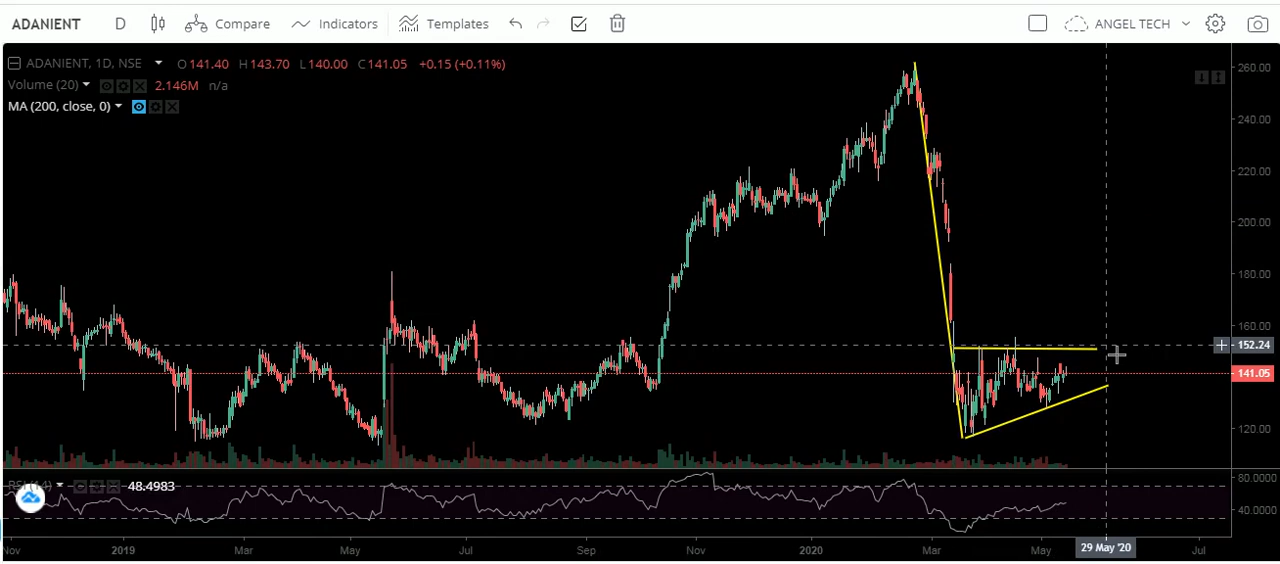 ADANIENT D Compare Indicators Templates ANGEL TECH
ADANIENT, 1D, NSE O 141.40 H 143.70 L 140.00 C 141.05 +0.15 (+0.11%)
Volume (20) 2.146M n/a
MA (200, close, 0)
260.00
240.00
220.00
200.00
180.00
160.00
152.24
141.05
120.00
RSI (14) 48.4983
80.0000
40.0000
Nov 2019 Mar May Jul Sep Nov 2020 Mar May 29 May '20 Jul